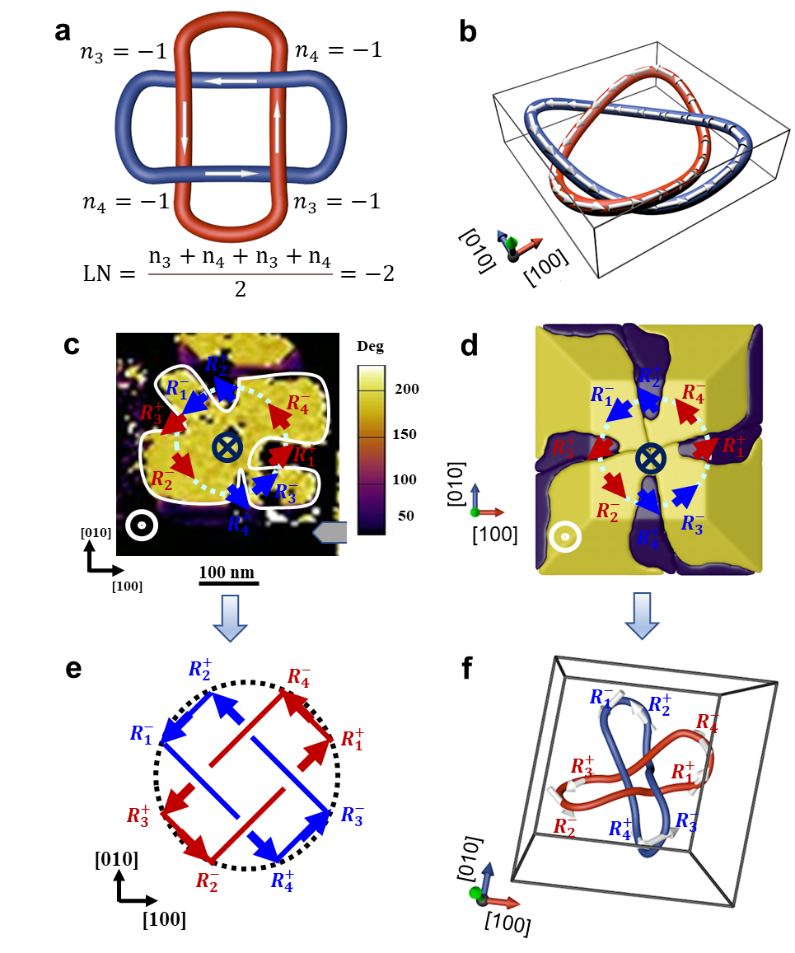 a
n₃ = −1
n₄ = −1
n₄ = −1
n₃ = −1
LN = (n₃ + n₄ + n₃ + n₄)/2 = −2
b
[010]
[100]
c
Deg
200
150
100
50
R₂
R₁⁻
R₃⁺
R₄⁻
R₁⁺
R₂⁻
R₃⁻
R₄
[010]
[100]
100 nm
d
R₂
R₁⁻
R₄⁻
R₃⁺
R₁⁺
R₂⁻
R₃⁻
R₄
[010]
[100]
e
R₂⁺
R₄⁻
R₁⁻
R₁⁺
R₃⁺
R₃⁻
R₂⁻
R₄⁺
[010]
[100]
f
R₁⁻
R₂⁺
R₄⁻
R₃⁺
R₁⁺
R₂⁻
R₄⁺
R₃⁻
[010]
[100]